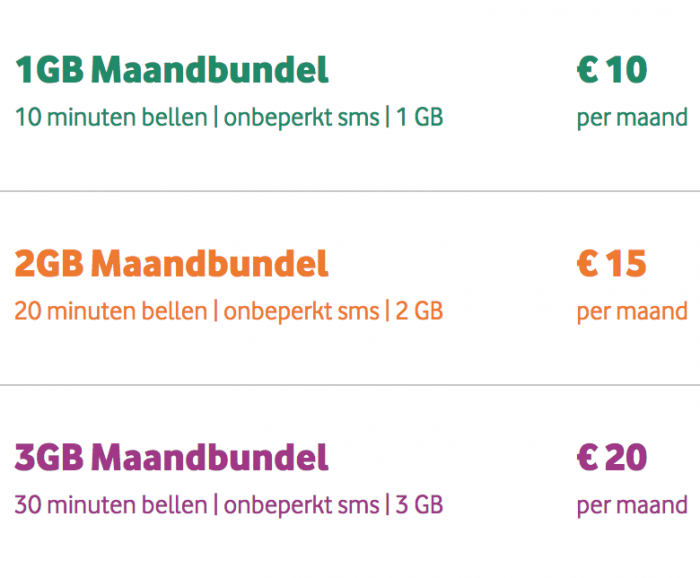 1GB Maandbundel € 10
10 minuten bellen | onbeperkt sms | 1 GB per maand
2GB Maandbundel € 15
20 minuten bellen | onbeperkt sms | 2 GB per maand
3GB Maandbundel € 20
30 minuten bellen | onbeperkt sms | 3 GB per maand